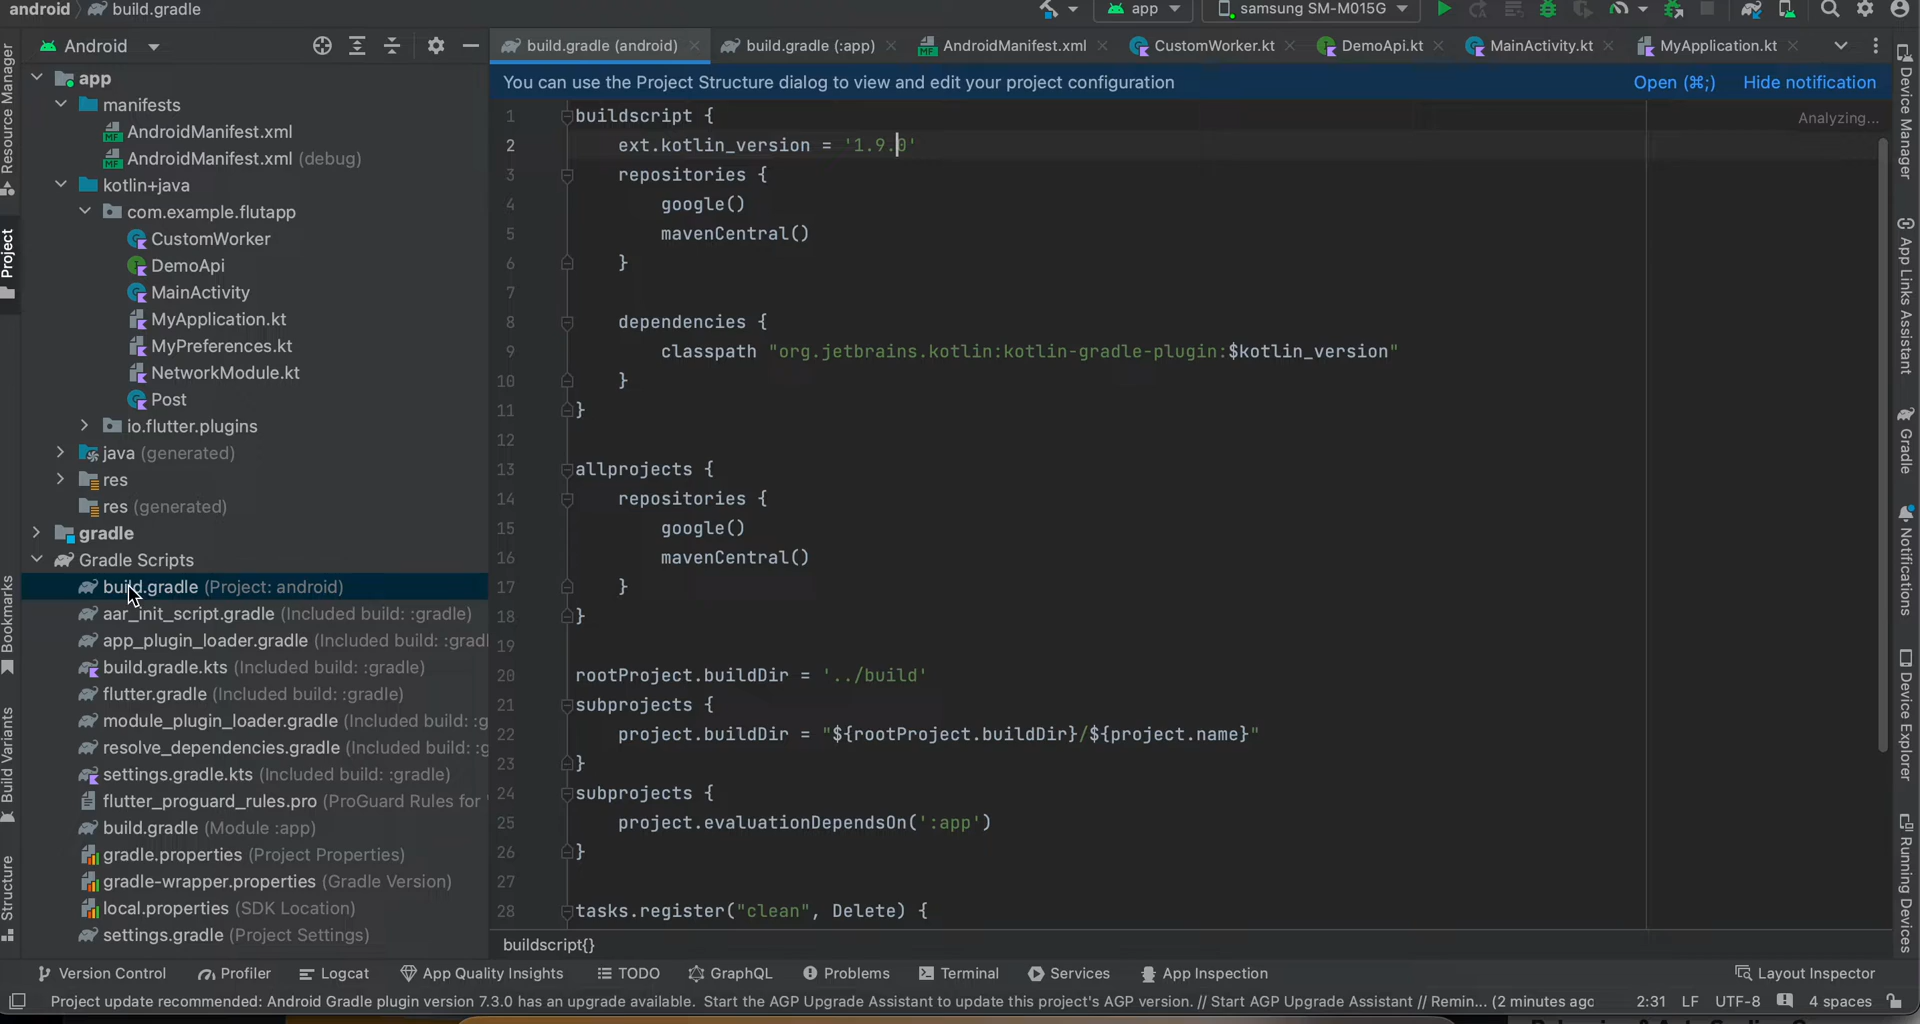 android build.gradle app samsung SM-M015G
Android build.gradle (android) build.gradle (:app) AndroidManifest.xml CustomWorker.kt DemoApi.kt MainActivity.kt MyApplication.kt
You can use the Project Structure dialog to view and edit your project configuration Open (⌘;) Hide notification
Analyzing...
Resource Manager
Project
Bookmarks
Build Variants
Structure
app
manifests
AndroidManifest.xml
AndroidManifest.xml (debug)
kotlin+java
com.example.flutapp
CustomWorker
DemoApi
MainActivity
MyApplication.kt
MyPreferences.kt
NetworkModule.kt
Post
io.flutter.plugins
java (generated)
res
res (generated)
gradle
Gradle Scripts
build.gradle (Project: android)
aar_init_script.gradle (Included build: :gradle)
app_plugin_loader.gradle (Included build: :gradl
build.gradle.kts (Included build: :gradle)
flutter.gradle (Included build: :gradle)
module_plugin_loader.gradle (Included build: :g
resolve_dependencies.gradle (Included build: :g
settings.gradle.kts (Included build: :gradle)
flutter_proguard_rules.pro (ProGuard Rules for
build.gradle (Module :app)
gradle.properties (Project Properties)
gradle-wrapper.properties (Gradle Version)
local.properties (SDK Location)
settings.gradle (Project Settings)
1 buildscript {
2 ext.kotlin_version = '1.9.0'
3 repositories {
4 google()
5 mavenCentral()
6 }
7
8 dependencies {
9 classpath "org.jetbrains.kotlin:kotlin-gradle-plugin:$kotlin_version"
10 }
11 }
12
13 allprojects {
14 repositories {
15 google()
16 mavenCentral()
17 }
18 }
19
20 rootProject.buildDir = '../build'
21 subprojects {
22 project.buildDir = "${rootProject.buildDir}/${project.name}"
23 }
24 subprojects {
25 project.evaluationDependsOn(':app')
26 }
27
28 tasks.register("clean", Delete) {
buildscript{}
Device Manager
App Links Assistant
Gradle
Notifications
Device Explorer
Running Devices
Version Control Profiler Logcat App Quality Insights TODO GraphQL Problems Terminal Services App Inspection Layout Inspector
Project update recommended: Android Gradle plugin version 7.3.0 has an upgrade available. Start the AGP Upgrade Assistant to update this project's AGP version. // Start AGP Upgrade Assistant // Remin... (2 minutes ago 2:31 LF UTF-8 4 spaces